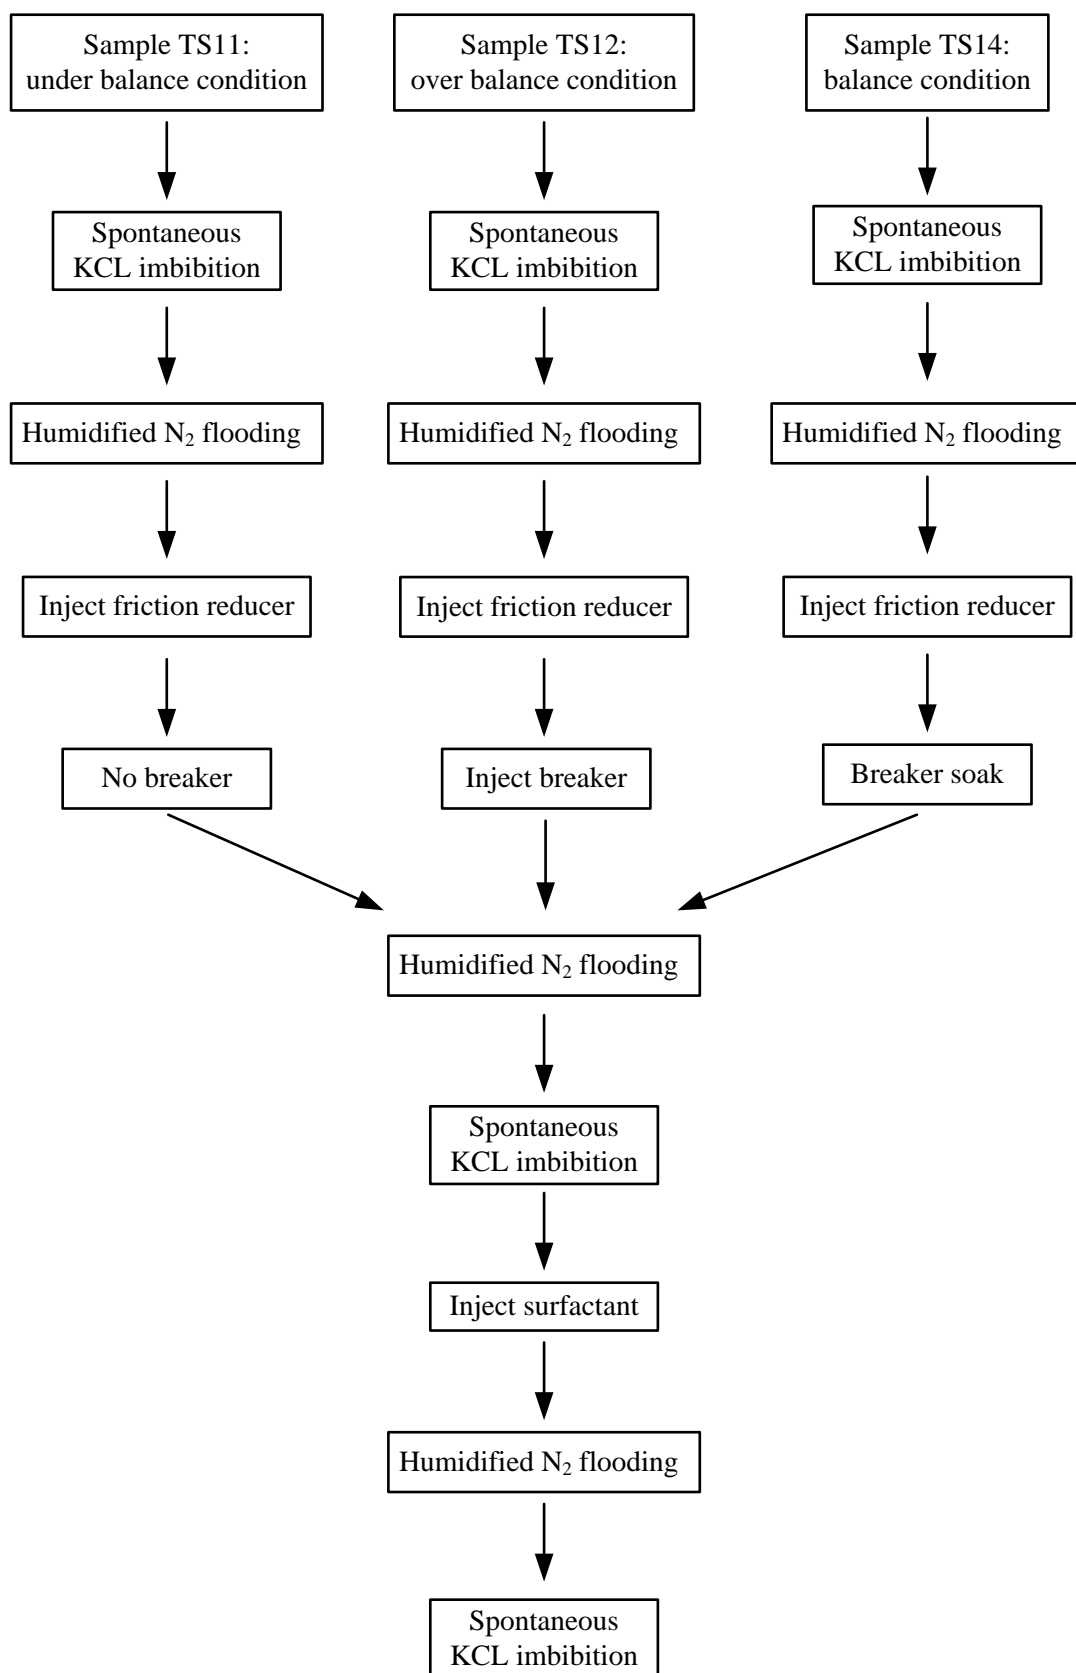 Sample TS11:
under balance condition
Sample TS12:
over balance condition
Sample TS14:
balance condition
Spontaneous
KCL imbibition
Spontaneous
KCL imbibition
Spontaneous
KCL imbibition
Humidified N₂ flooding
Humidified N₂ flooding
Humidified N₂ flooding
Inject friction reducer
Inject friction reducer
Inject friction reducer
No breaker
Inject breaker
Breaker soak
Humidified N₂ flooding
Spontaneous
KCL imbibition
Inject surfactant
Humidified N₂ flooding
Spontaneous
KCL imbibition